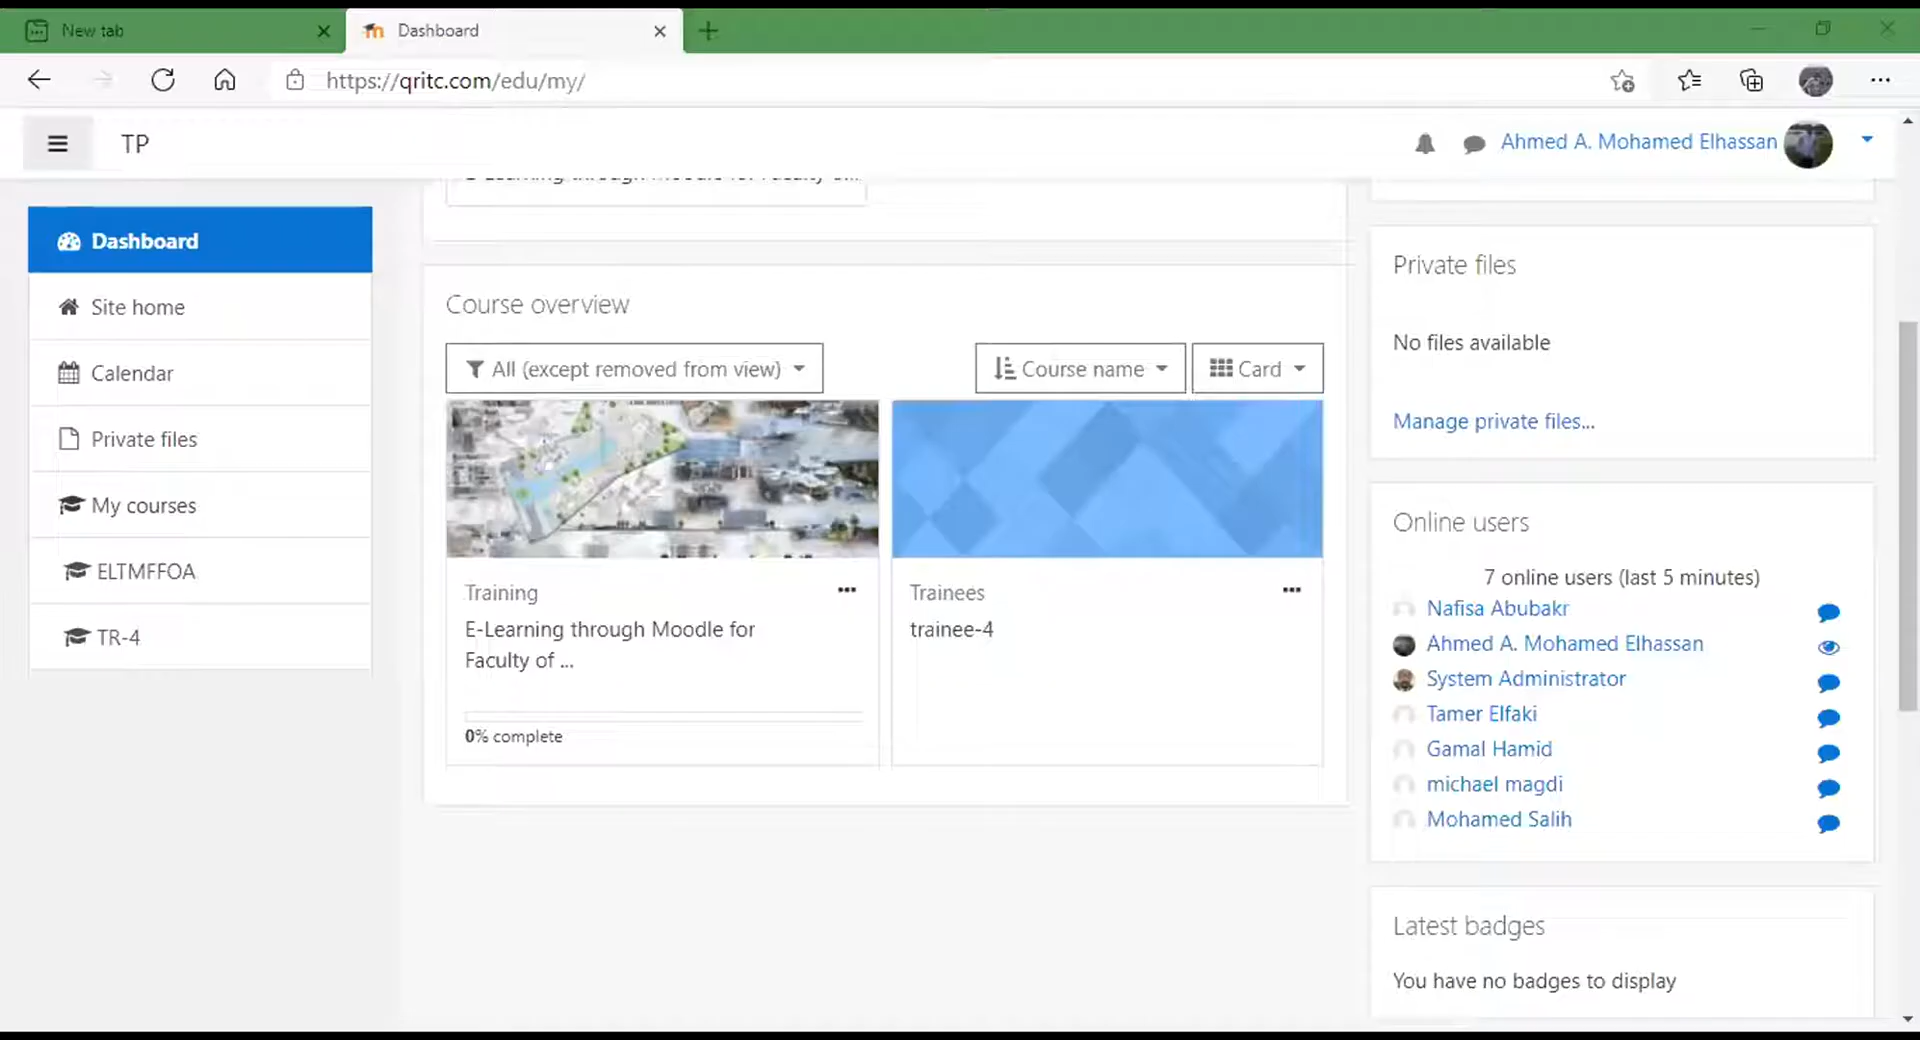 New tab
Dashboard
https://qritc.com/edu/my/
TP
Ahmed A. Mohamed Elhassan
Dashboard
Site home
Calendar
Private files
My courses
ELTMFFOA
TR-4
Course overview
All (except removed from view)
Course name
Card
Training
E-Learning through Moodle for
Faculty of ...
0% complete
Trainees
trainee-4
Private files
No files available
Manage private files...
Online users
7 online users (last 5 minutes)
Nafisa Abubakr
Ahmed A. Mohamed Elhassan
System Administrator
Tamer Elfaki
Gamal Hamid
michael magdi
Mohamed Salih
Latest badges
You have no badges to display